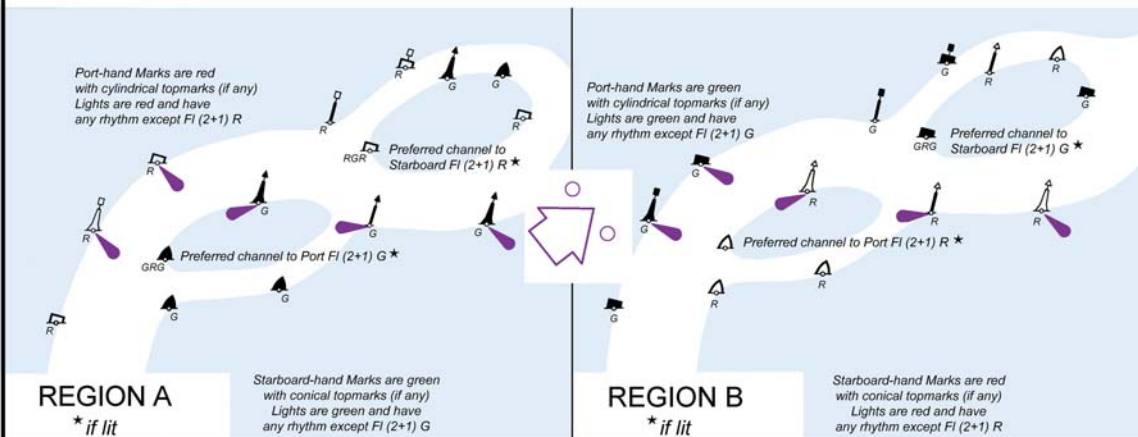 Port-hand Marks are red
with cylindrical topmarks (if any)
Lights are red and have
any rhythm except Fl (2+1) R
R
G
G
R
R
RGR
Preferred channel to
Starboard Fl (2+1) R ★
R
G
G
G
R
GRG
Preferred channel to Port Fl (2+1) G ★
G
G
R
REGION A
★ if lit
Starboard-hand Marks are green
with conical topmarks (if any)
Lights are green and have
any rhythm except Fl (2+1) G
Port-hand Marks are green
with cylindrical topmarks (if any)
Lights are green and have
any rhythm except Fl (2+1) G
G
R
R
G
G
GRG
Preferred channel to
Starboard Fl (2+1) G ★
G
R
R
R
G
Preferred channel to Port Fl (2+1) R ★
R
R
G
REGION B
★ if lit
Starboard-hand Marks are red
with conical topmarks (if any)
Lights are red and have
any rhythm except Fl (2+1) R